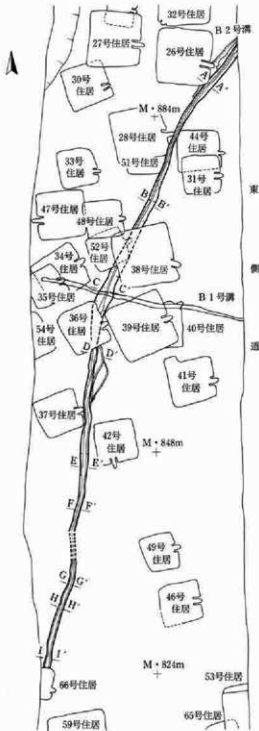 32号住居
27号住居
26号住居
B2号溝
A A'
30号
住居
M・884m
28号住居
51号住居
44号
住居
33号
住居
31号
住居
B B'
47号住居
48号住居
東
52号
住居
34号
住居
38号住居
側
35号住居
C C'
36号
住居
B1号溝
39号住居
40号住居
54号
住居
道
D D'
41号
住居
37号住居
42号
住居
M・848m
E E'
F F'
49号
住居
G G'
46号
住居
H H'
I I'
M・824m
66号住居
53号住居
59号住居
65号住居